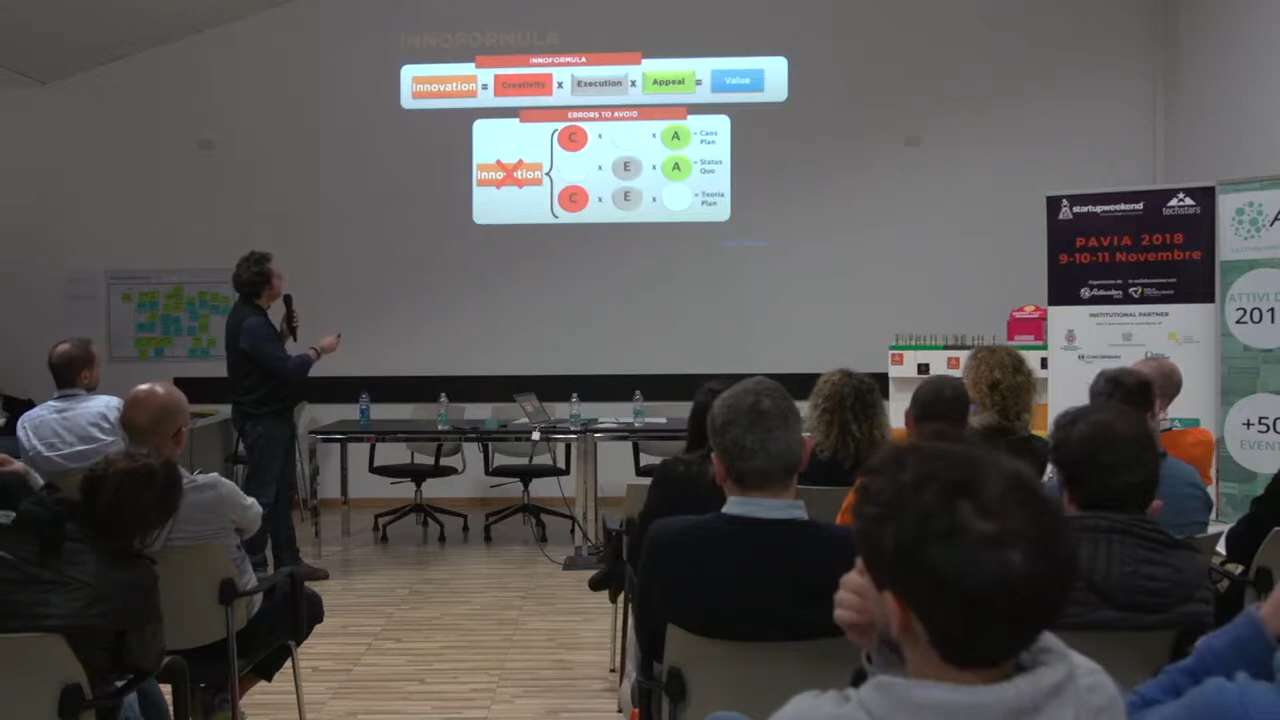 INNOFORMULA
INNOFORMULA
Innovation = Creativity x Execution x Appeal = Value
ERRORS TO AVOID
C x x A = Caos Plan
Innovation x E A = Status Quo
C x E x = Teoria Plan
startupweekend
techstars
PAVIA 2018
9-10-11 Novembre
INSTITUTIONAL PARTNER
ATTIVI D
201
+50
EVENT